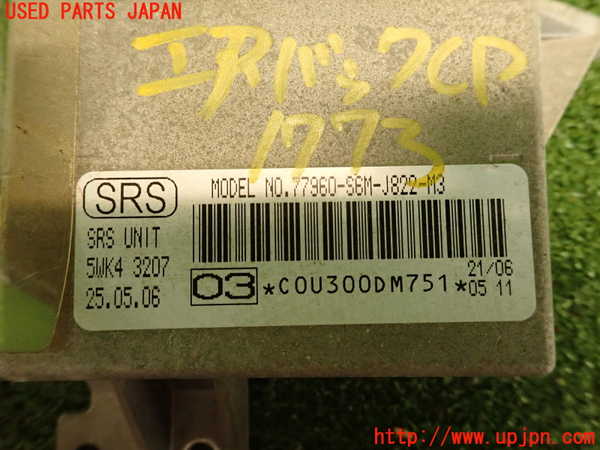 USED PARTS JAPAN
エアバッグCP
1773
SRS
MODEL NO.77960-S6M-J822-M3
SRS UNIT
5WK4 3207
25.05.06
03 *C0U300DM751*
21/06
05 11
http://www.upjpn.com/